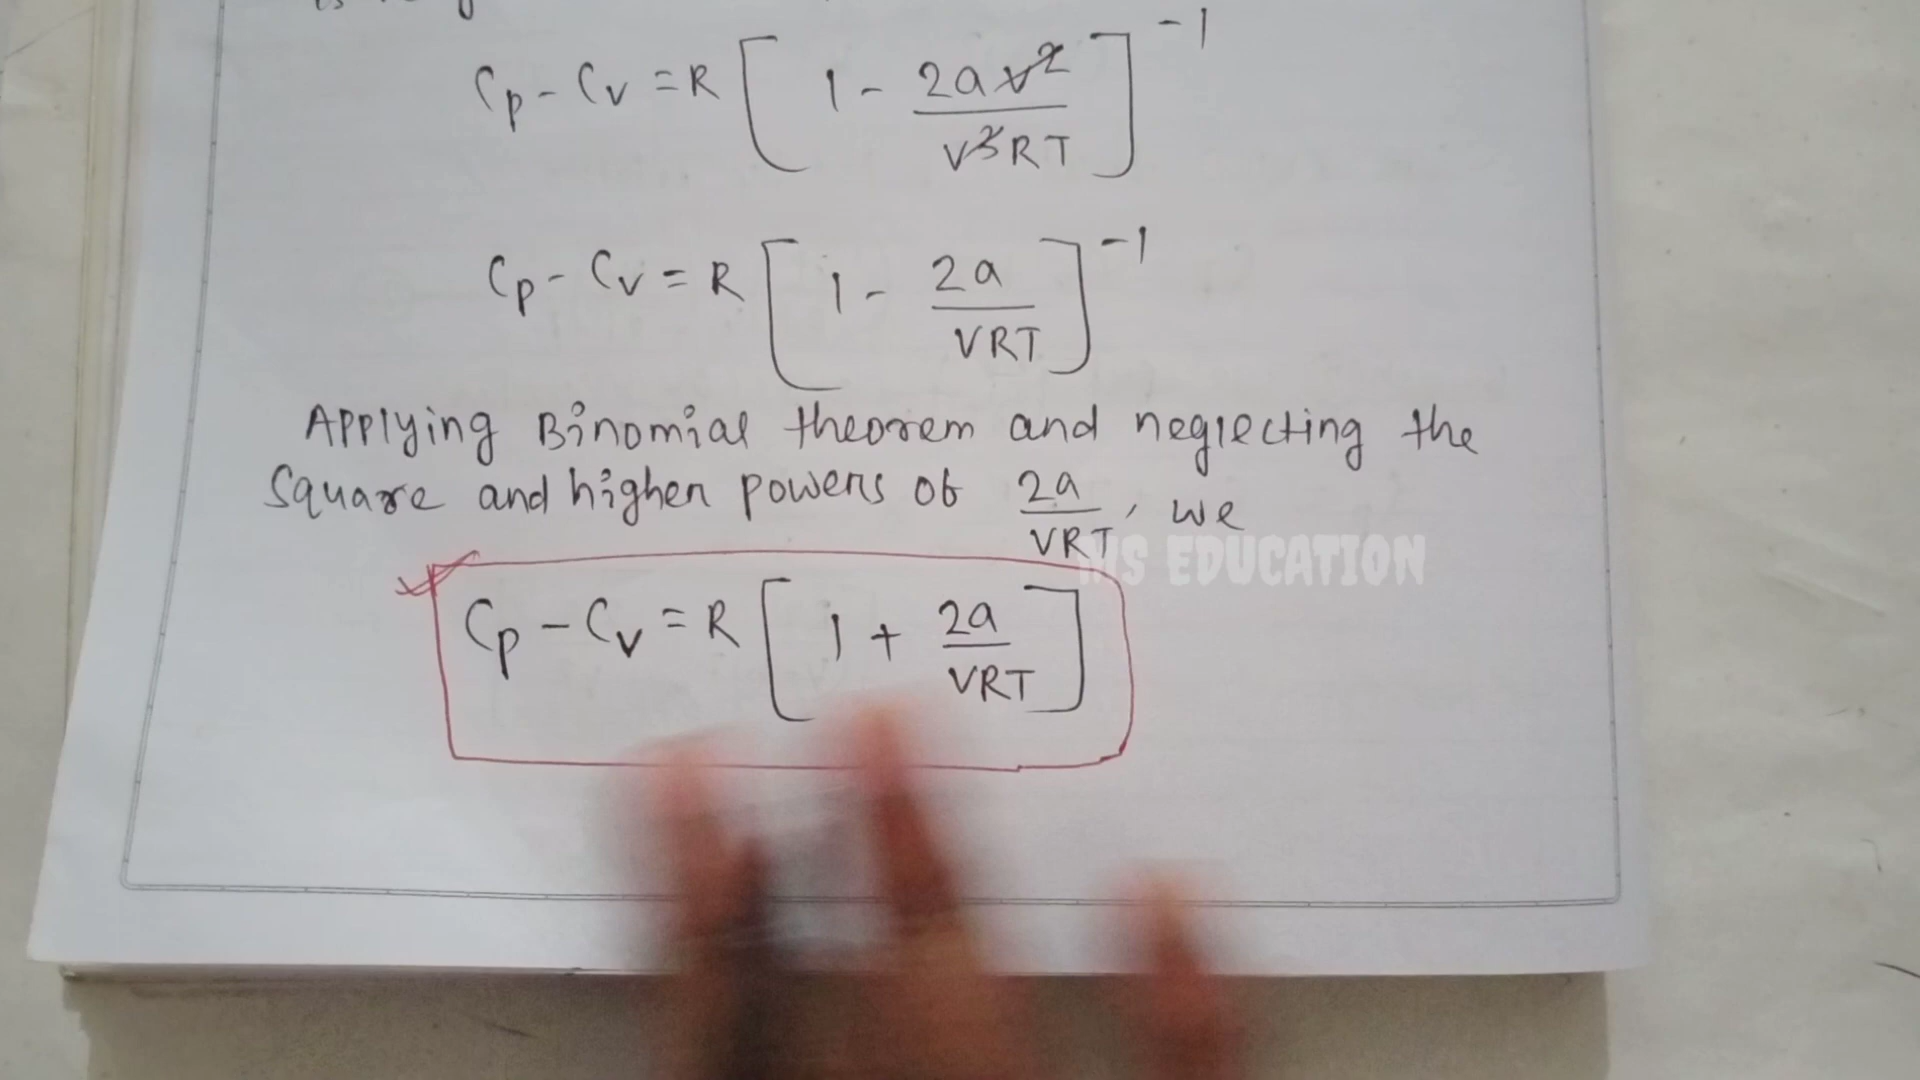 Cp - Cv = R [ 1 - 2av² / v³RT ]⁻¹
Cp - Cv = R [ 1 - 2a / VRT ]⁻¹
Applying Binomial theorem and neglecting the
square and higher powers of 2a / VRT, we
MS EDUCATION
Cp - Cv = R [ 1 + 2a / VRT ]